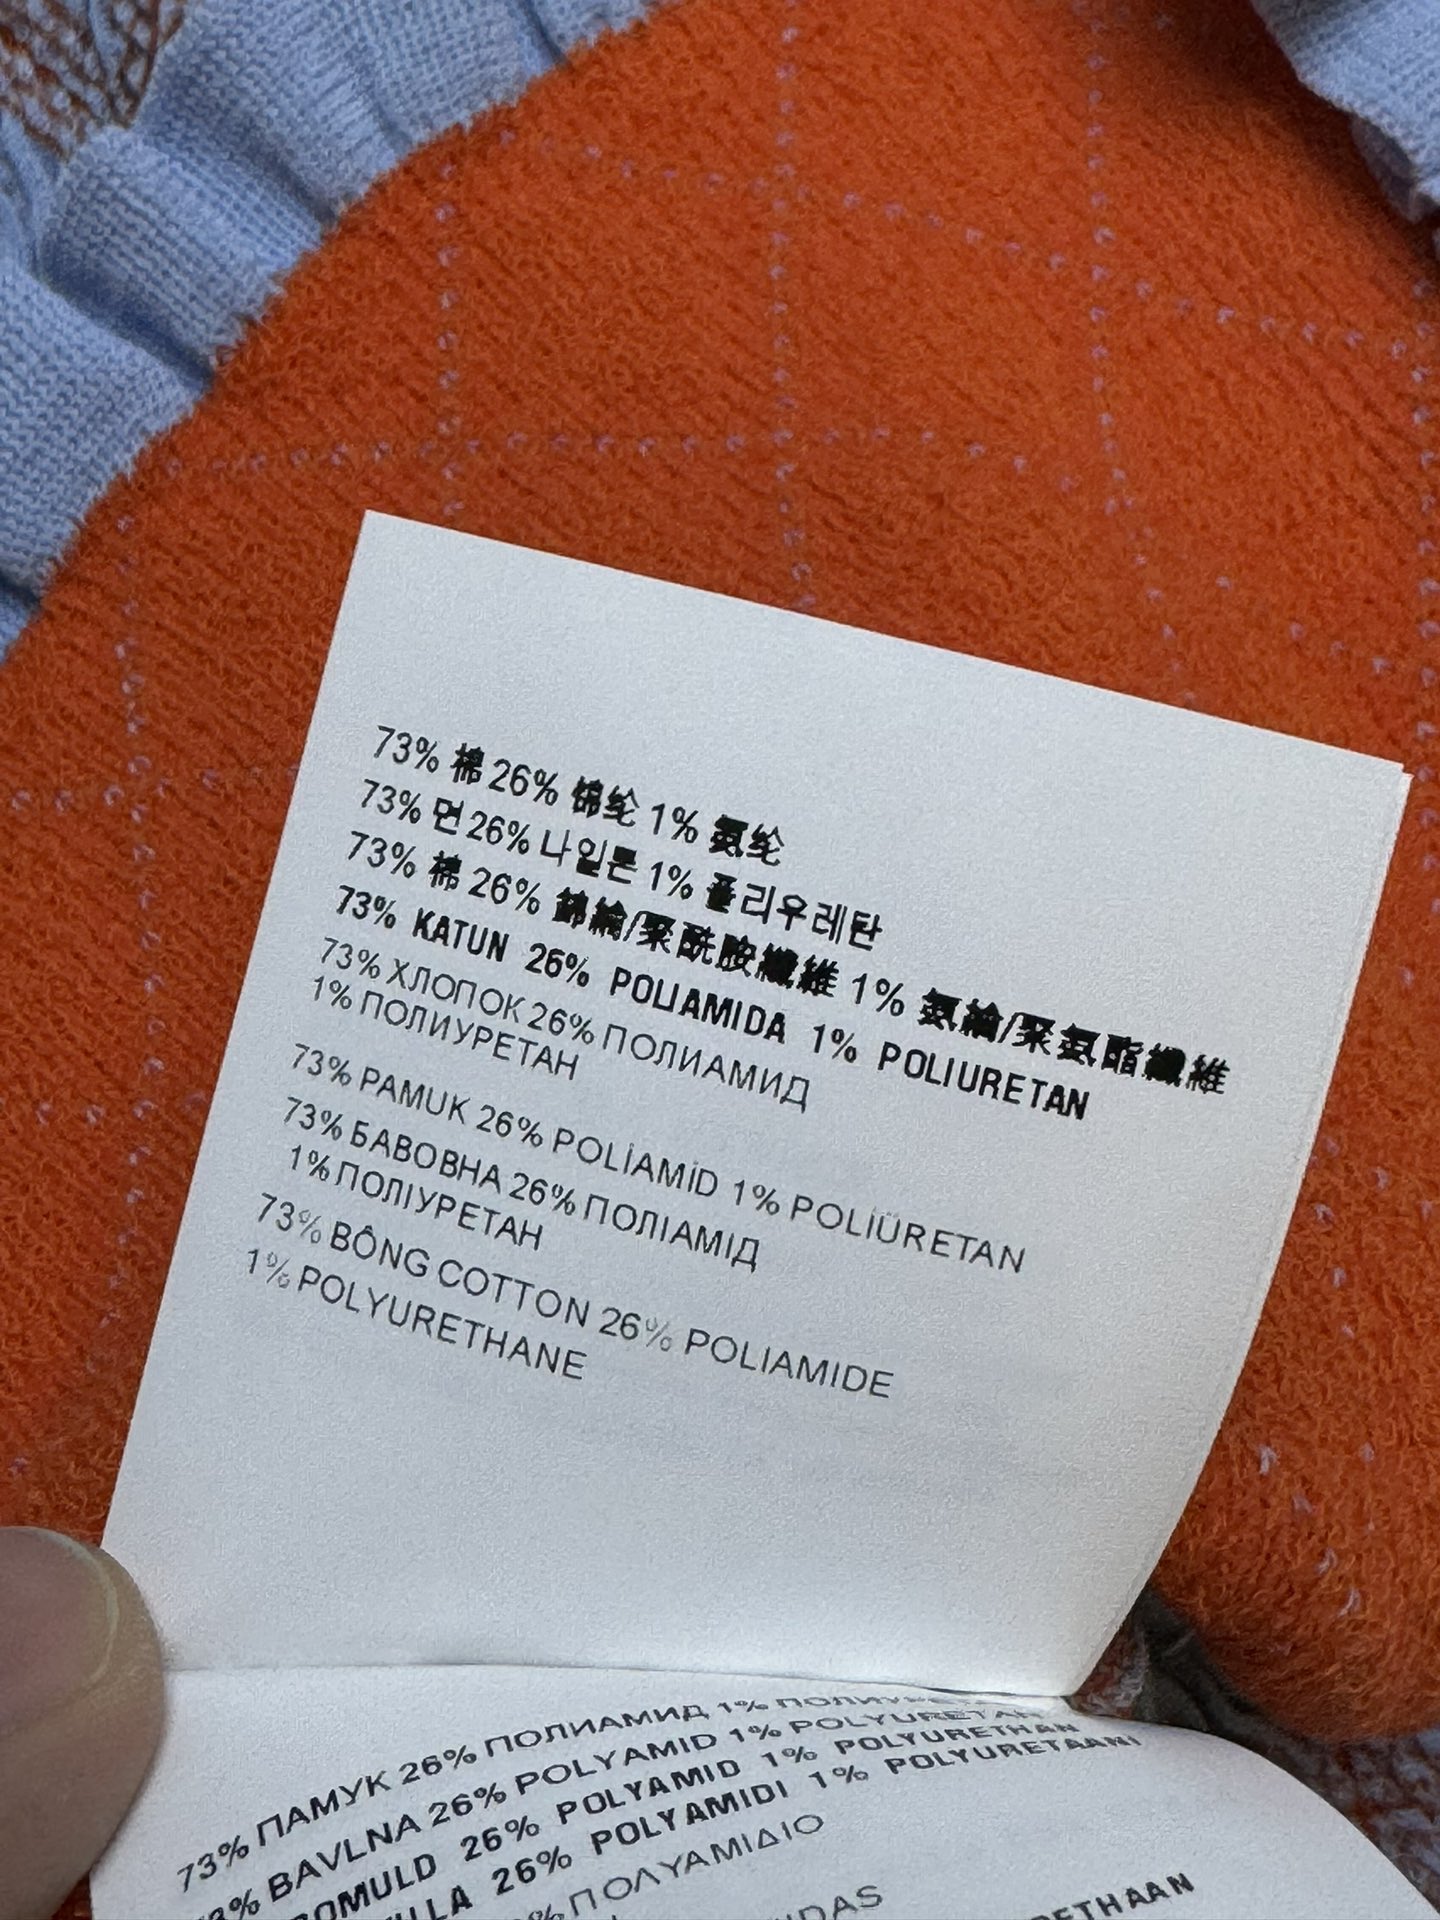 73% 棉 26% 锦纶 1% 氨纶
73% 면 26% 나일론 1% 폴리우레탄
73% 棉 26% 錦綸/聚酰胺纖維 1% 氨綸/聚氨酯纖維
73% KATUN 26% POLIAMIDA 1% POLIURETAN
73% ХЛОПОК 26% ПОЛИАМИД
1% ПОЛИУРЕТАН
73% PAMUK 26% POLİAMİD 1% POLİÜRETAN
73% БАВОВНА 26% ПОЛІАМІД
1% ПОЛІУРЕТАН
73% BÔNG COTTON 26% POLIAMIDE
1% POLYURETHANE
73% ПАМУК 26% ПОЛИАМИД 1%
BAVLNA 26% POLYAMID 1% POLYURETAN
26% POLYAMID 1% POLYURETHAN
26% POLYAMIDI 1% POLYURETAANI
ΠΟΛΥΑΜΙΔΙΟ